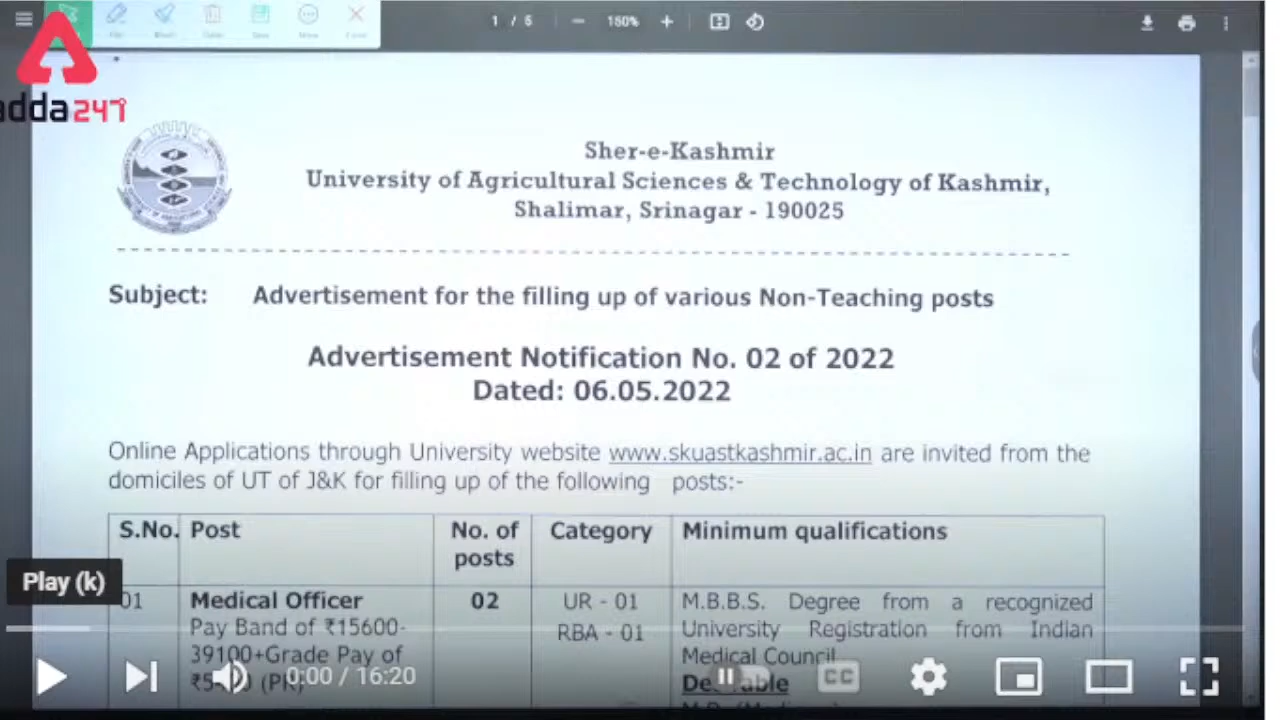 1 / 6
150%
adda247
Sher-e-Kashmir
University of Agricultural Sciences & Technology of Kashmir,
Shalimar, Srinagar - 190025
Subject: Advertisement for the filling up of various Non-Teaching posts
Advertisement Notification No. 02 of 2022
Dated: 06.05.2022
Online Applications through University website www.skuastkashmir.ac.in are invited from the
domiciles of UT of J&K for filling up of the following posts:-
S.No. Post No. of posts Category Minimum qualifications
Play (k)
01 Medical Officer 02 UR - 01 M.B.B.S. Degree from a recognized
Pay Band of ₹15600- RBA - 01 University Registration from Indian
39100+Grade Pay of Medical Council
0:00 / 16:20
CC